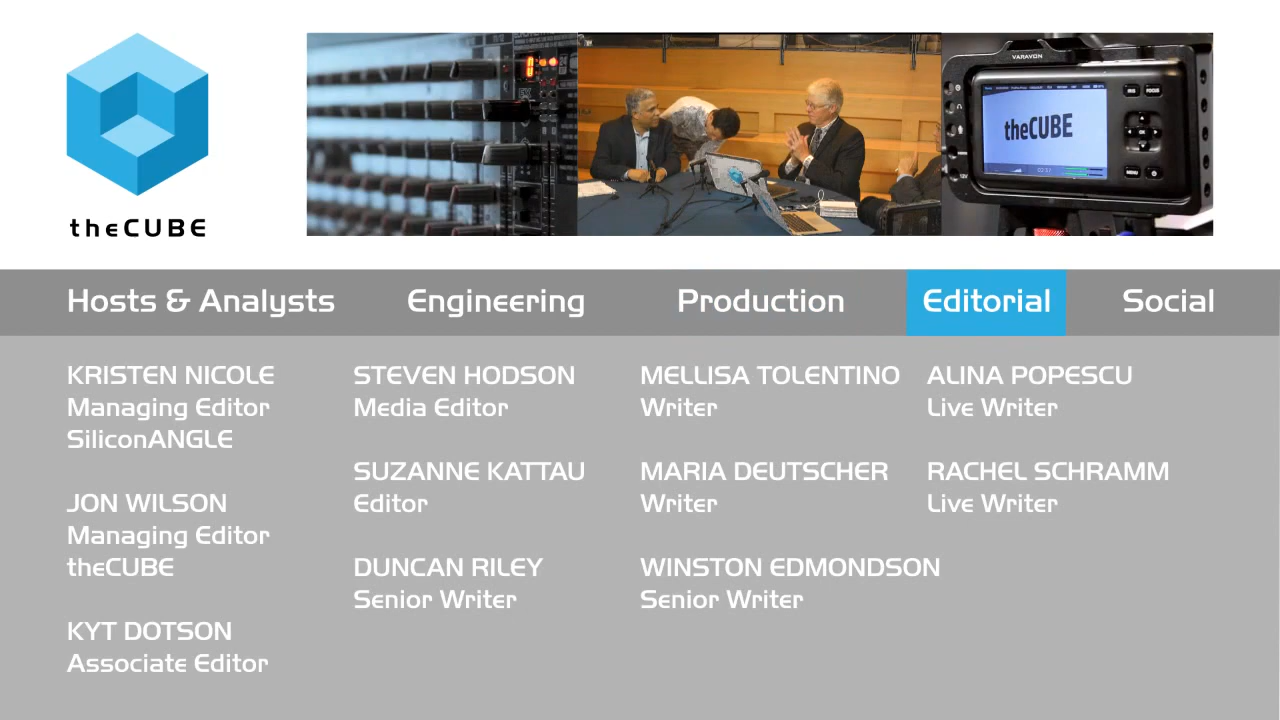 theCUBE
VARAVON
theCUBE
Hosts & Analysts
Engineering
Production
Editorial
Social
KRISTEN NICOLE
Managing Editor
SiliconANGLE
JON WILSON
Managing Editor
theCUBE
KYT DOTSON
Associate Editor
STEVEN HODSON
Media Editor
SUZANNE KATTAU
Editor
DUNCAN RILEY
Senior Writer
MELLISA TOLENTINO
Writer
MARIA DEUTSCHER
Writer
WINSTON EDMONDSON
Senior Writer
ALINA POPESCU
Live Writer
RACHEL SCHRAMM
Live Writer